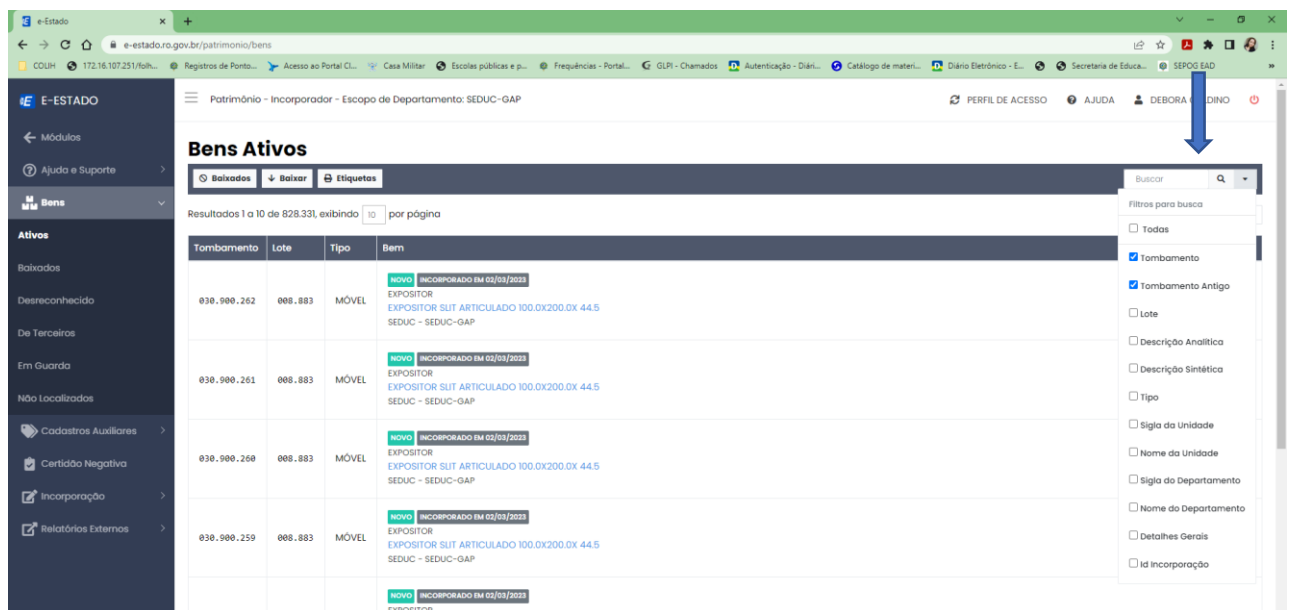 e-Estado
e-estado.ro.gov.br/patrimonio/bens
COLIH
172.16.107.251/folh...
Registros de Ponto...
Acesso ao Portal Cl...
Casa Militar
Escolas públicas e p...
Frequências - Portal...
GLPI - Chamados
Autenticação - Diári...
Catálogo de materi...
Diário Eletrônico - E...
Secretaria de Educa...
SEPOG EAD
E-ESTADO
Patrimônio - Incorporador - Escopo de Departamento: SEDUC-GAP
PERFIL DE ACESSO
AJUDA
DEBORA
DINO
Módulos
Ajuda e Suporte
Bens
Ativos
Baixados
Desreconhecido
De Terceiros
Em Guarda
Não Localizados
Cadastros Auxiliares
Certidão Negativa
Incorporação
Relatórios Externos
Bens Ativos
Baixados
Baixar
Etiquetas
Buscar
Resultados 1 a 10 de 828.331, exibindo 10 por página
Tombamento Lote Tipo Bem
NOVO INCORPORADO EM 02/03/2023
EXPOSITOR
030.900.262 008.883 MÓVEL EXPOSITOR SLIT ARTICULADO 100.0X200.0X 44.5
SEDUC - SEDUC-GAP
NOVO INCORPORADO EM 02/03/2023
EXPOSITOR
030.900.261 008.883 MÓVEL EXPOSITOR SLIT ARTICULADO 100.0X200.0X 44.5
SEDUC - SEDUC-GAP
NOVO INCORPORADO EM 02/03/2023
EXPOSITOR
030.900.260 008.883 MÓVEL EXPOSITOR SLIT ARTICULADO 100.0X200.0X 44.5
SEDUC - SEDUC-GAP
NOVO INCORPORADO EM 02/03/2023
EXPOSITOR
030.900.259 008.883 MÓVEL EXPOSITOR SLIT ARTICULADO 100.0X200.0X 44.5
SEDUC - SEDUC-GAP
NOVO INCORPORADO EM 02/03/2023
EXPOSITOR
Filtros para busca
Todas
Tombamento
Tombamento Antigo
Lote
Descrição Analítica
Descrição Sintética
Tipo
Sigla da Unidade
Nome da Unidade
Sigla do Departamento
Nome do Departamento
Detalhes Gerais
Id Incorporação